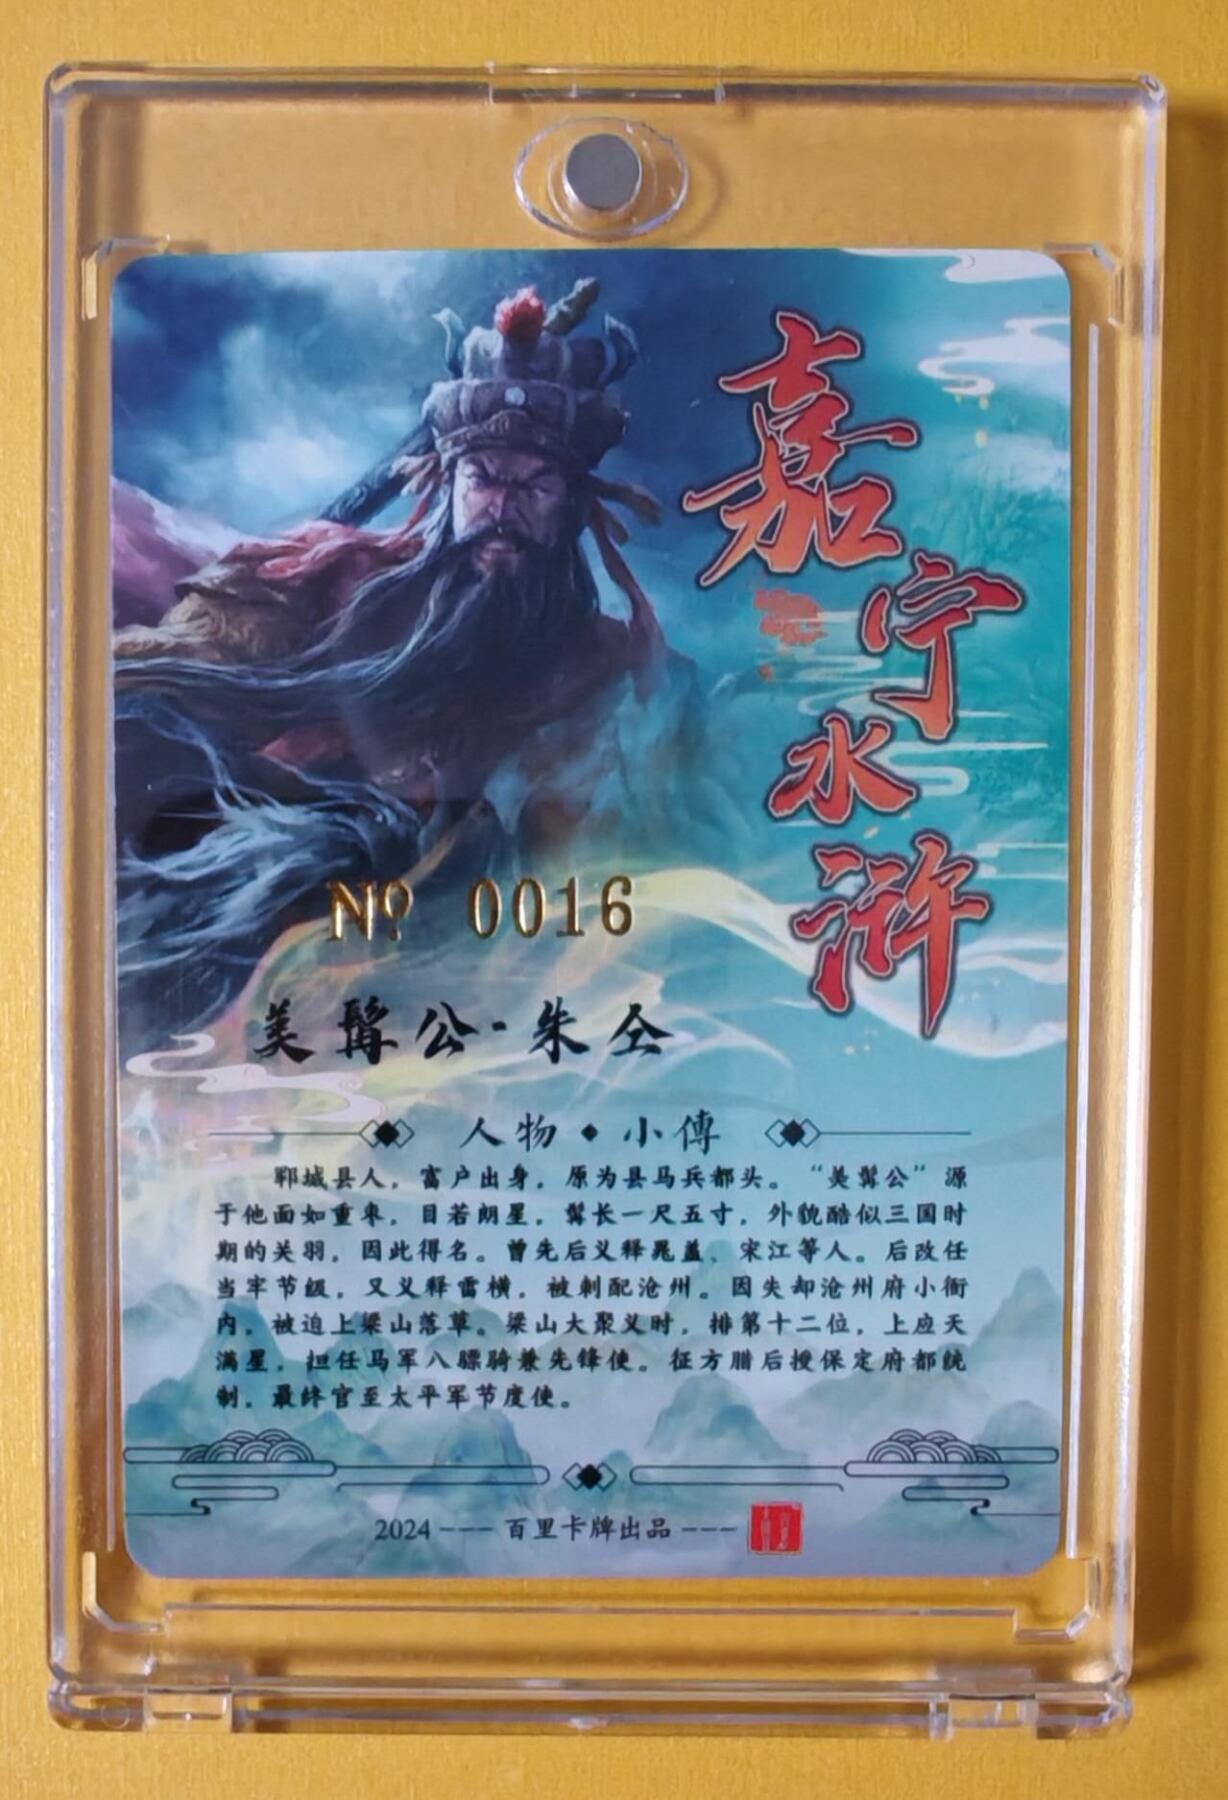 嘉宁水浒
Nº 0016
美髯公·朱仝
人物◆小傳
郓城县人，富户出身，原为县马兵都头。“美髯公”源
于他面如重枣，目若朗星，髯长一尺五寸，外貌酷似三国时
期的关羽，因此得名。曾先后义释晁盖、宋江等人。后改任
当牢节级，又义释雷横，被刺配沧州。因失却沧州府小衙
内，被迫上梁山落草。梁山大聚义时，排第十二位，上应天
满星，担任马军八骠骑兼先锋使。征方腊后授保定府都统
制，最终官至太平军节度使。
2024---百里卡牌出品---